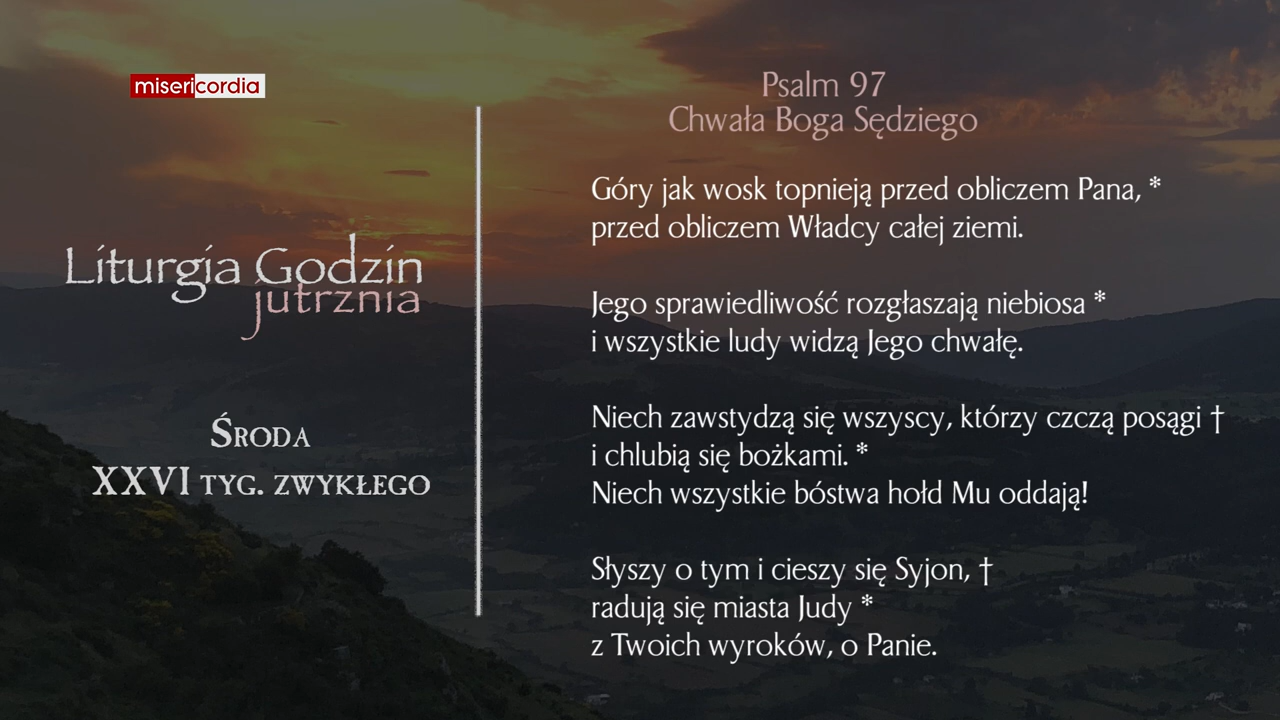 misericordia
Liturgia Godzin
jutrznia
Środa
XXVI tyg. zwykłego
Psalm 97
Chwała Boga Sędziego
Góry jak wosk topnieją przed obliczem Pana, *
przed obliczem Władcy całej ziemi.
Jego sprawiedliwość rozgłaszają niebiosa *
i wszystkie ludy widzą Jego chwałę.
Niech zawstydzą się wszyscy, którzy czczą posągi †
i chlubią się bożkami. *
Niech wszystkie bóstwa hołd Mu oddają!
Słyszy o tym i cieszy się Syjon, †
radują się miasta Judy *
z Twoich wyroków, o Panie.